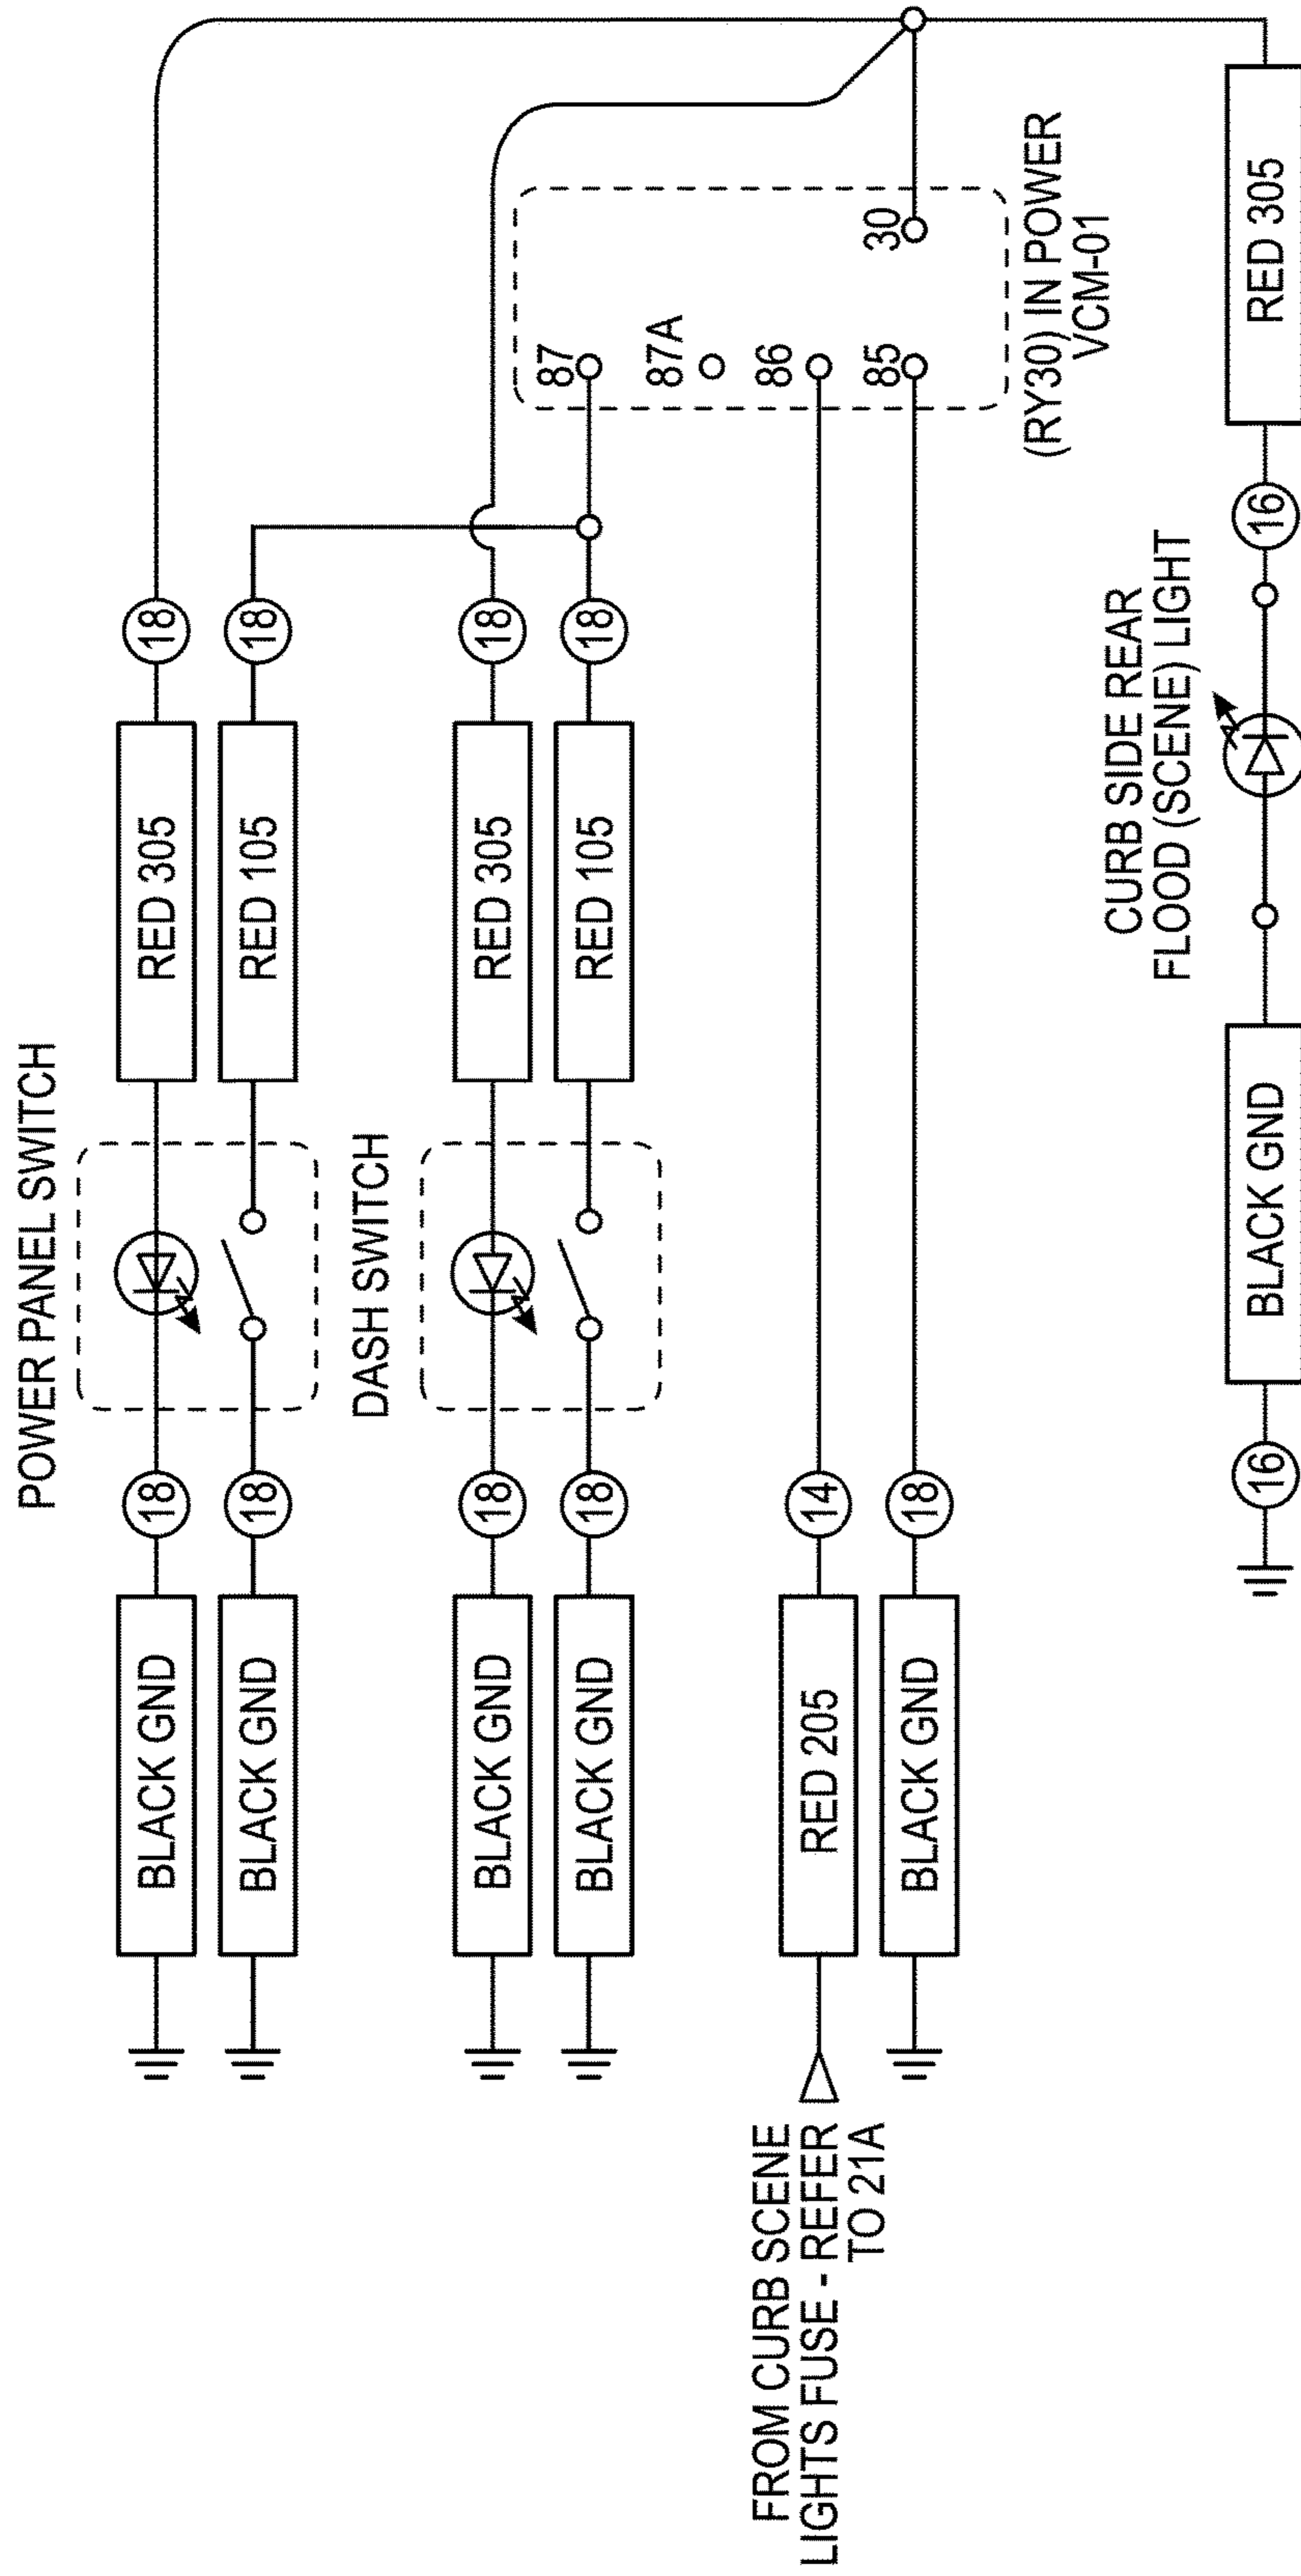 POWER PANEL SWITCH
BLACK GND
18
18
RED 305
BLACK GND
18
RED 105
18
DASH SWITCH
BLACK GND
18
RED 305
18
BLACK GND
18
RED 105
18
87
87A
86
85
30
(RY30) IN POWER
VCM-01
FROM CURB SCENE
LIGHTS FUSE - REFER
TO 21A
RED 205
14
BLACK GND
18
CURB SIDE REAR
FLOOD (SCENE) LIGHT
16
BLACK GND
16
RED 305